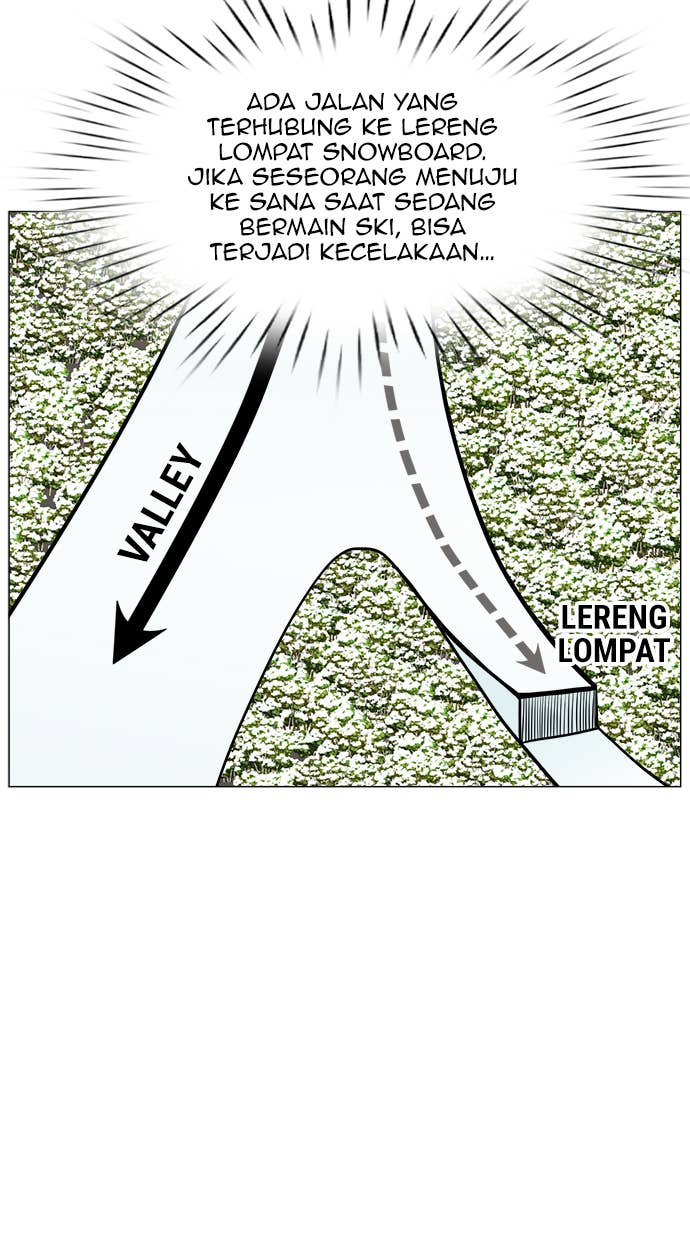 ADA JALAN YANG
TERHUBUNG KE LERENG
LOMPAT SNOWBOARD.
JIKA SESEORANG MENUJU
KE SANA SAAT SEDANG
BERMAIN SKI, BISA
TERJADI KECELAKAAN...
VALLEY
LERENG
LOMPAT